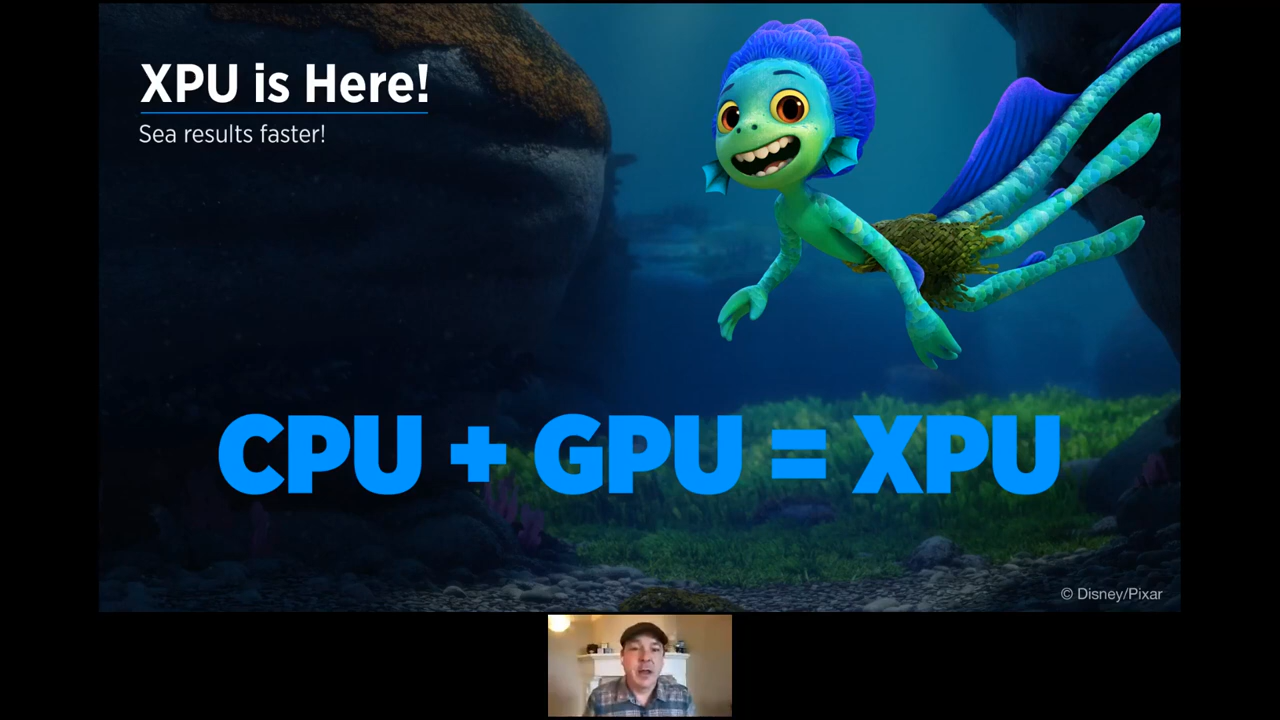 XPU is Here!
Sea results faster!
CPU + GPU = XPU
© Disney/Pixar